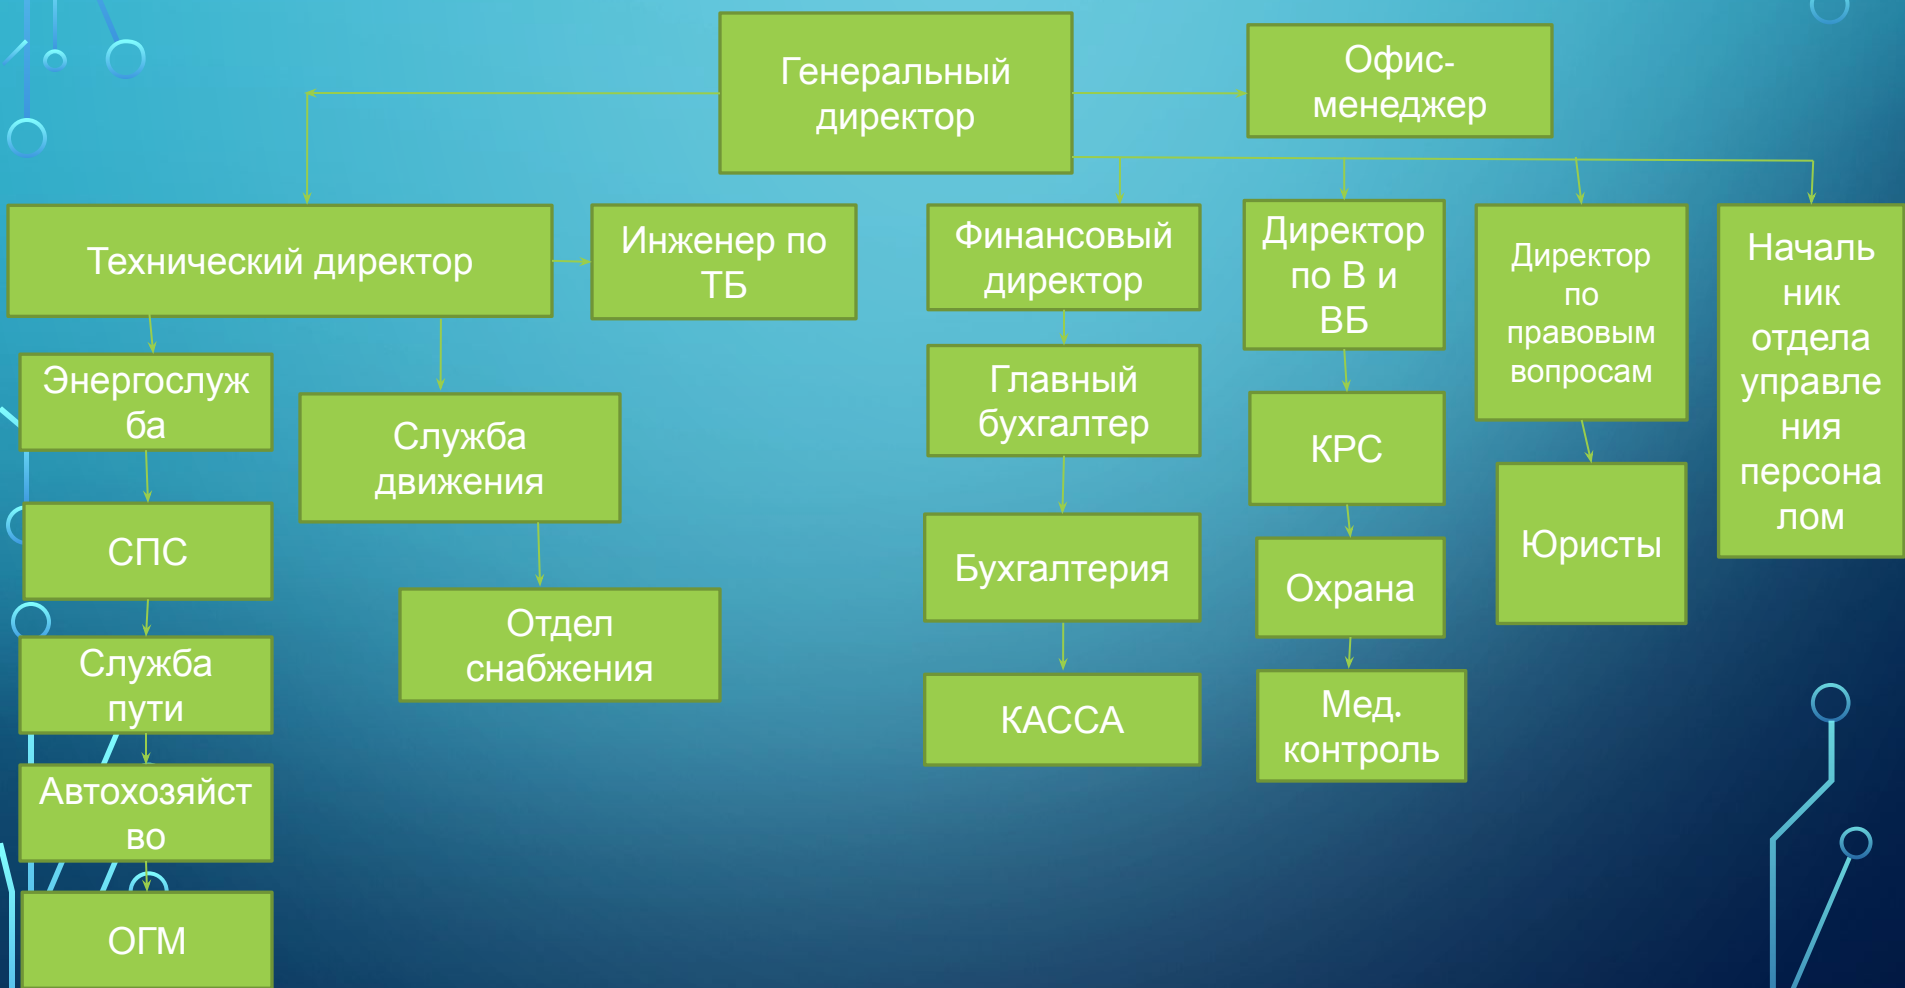 Генеральный
директор
Офис-
менеджер
Технический директор
Инженер по
ТБ
Финансовый
директор
Директор
по В и
ВБ
Директор
по
правовым
вопросам
Началь
ник
отдела
управле
ния
персона
лом
Энергослуж
ба
Служба
движения
Главный
бухгалтер
КРС
Юристы
СПС
Отдел
снабжения
Бухгалтерия
Охрана
Служба
пути
КАССА
Мед.
контроль
Автохозяйст
во
ОГМ